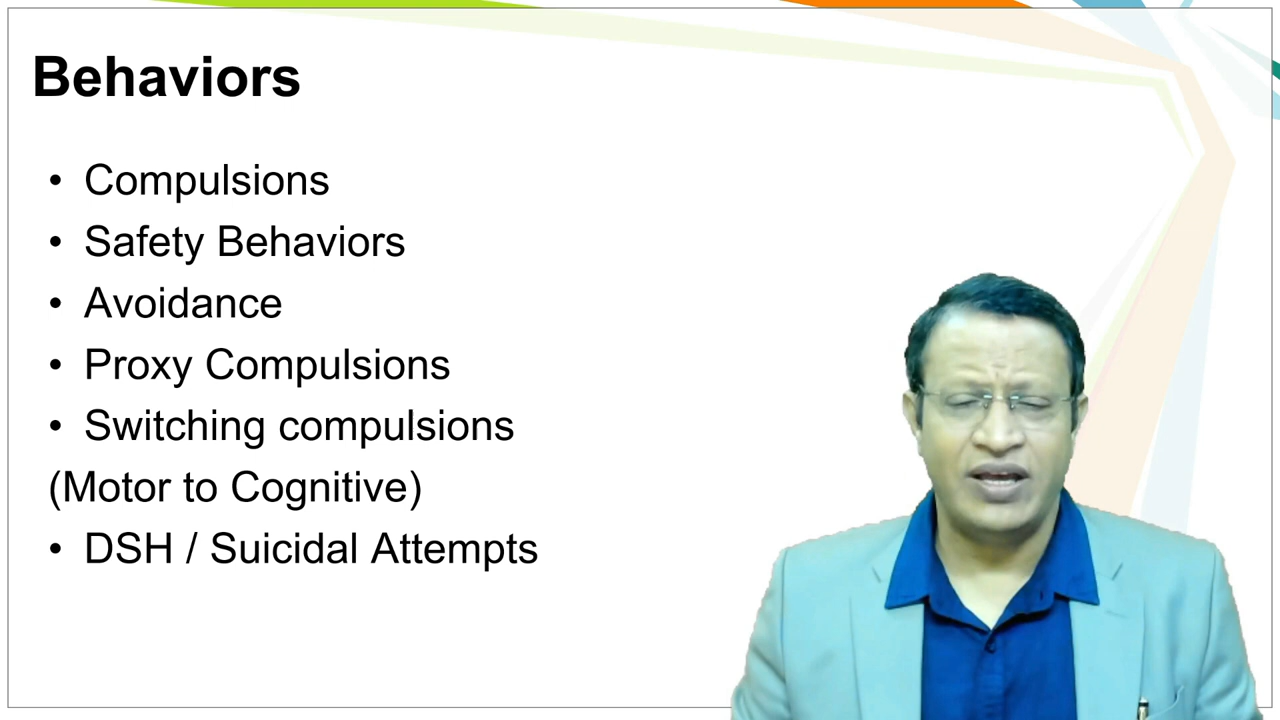 Behaviors
• Compulsions
• Safety Behaviors
• Avoidance
• Proxy Compulsions
• Switching compulsions
(Motor to Cognitive)
• DSH / Suicidal Attempts